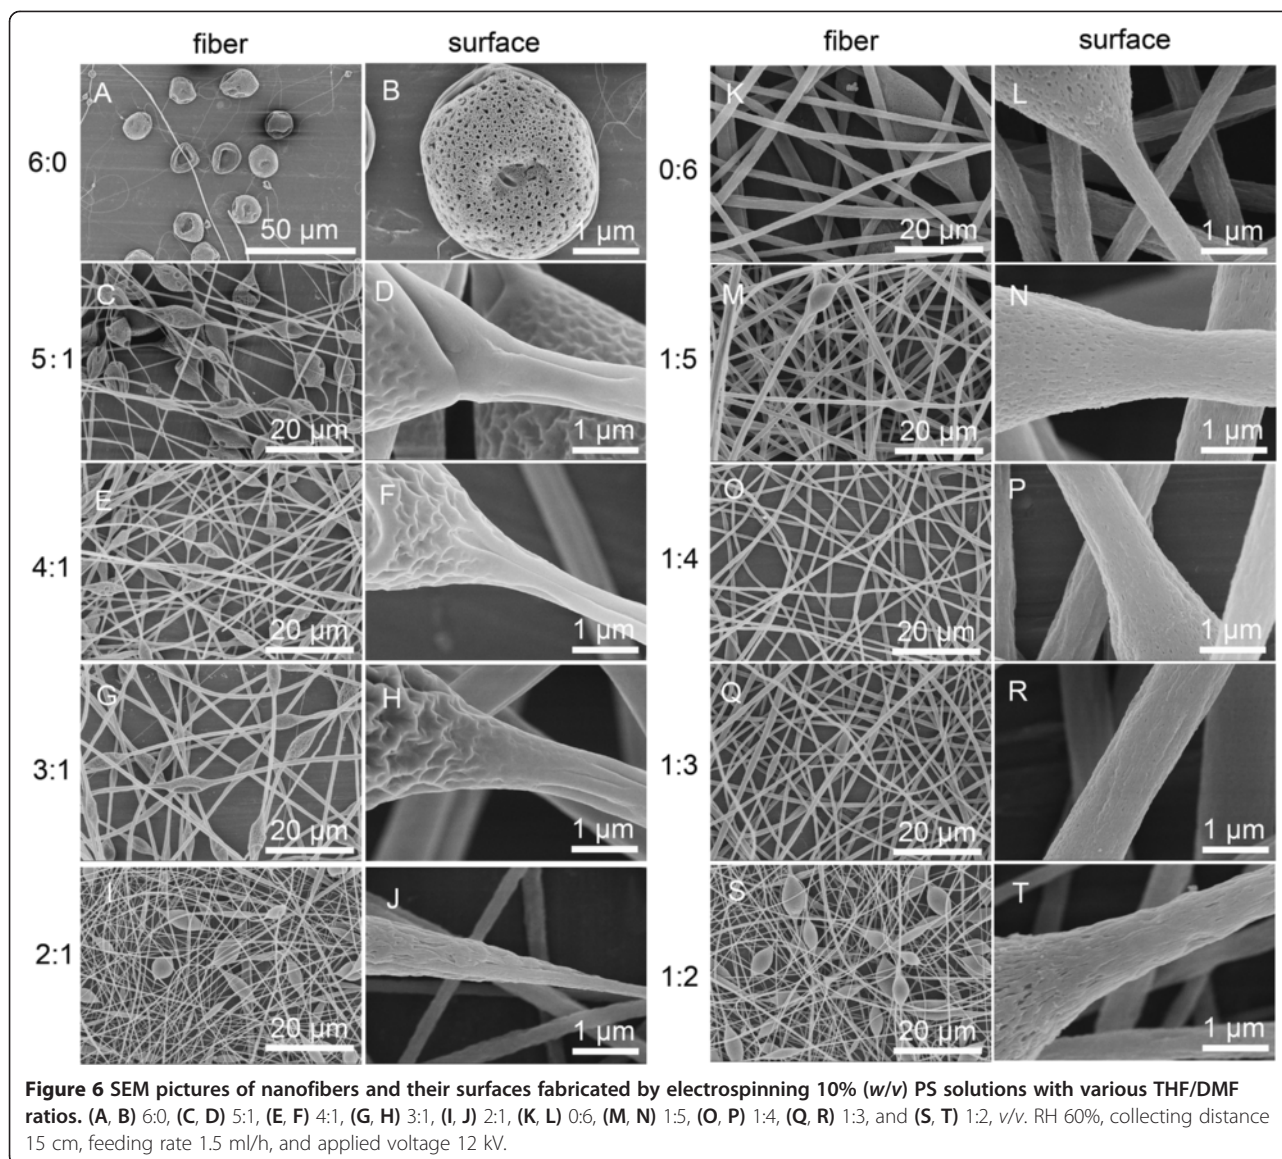 fiber surface fiber surface
6:0 A 50 µm B 1 µm 0:6 K 20 µm L 1 µm
5:1 C 20 µm D 1 µm 1:5 M 20 µm N 1 µm
4:1 E 20 µm F 1 µm 1:4 O 20 µm P 1 µm
3:1 G 20 µm H 1 µm 1:3 Q 20 µm R 1 µm
2:1 I 20 µm J 1 µm 1:2 S 20 µm T 1 µm
Figure 6 SEM pictures of nanofibers and their surfaces fabricated by electrospinning 10% (w/v) PS solutions with various THF/DMF
ratios. (A, B) 6:0, (C, D) 5:1, (E, F) 4:1, (G, H) 3:1, (I, J) 2:1, (K, L) 0:6, (M, N) 1:5, (O, P) 1:4, (Q, R) 1:3, and (S, T) 1:2, v/v. RH 60%, collecting distance
15 cm, feeding rate 1.5 ml/h, and applied voltage 12 kV.